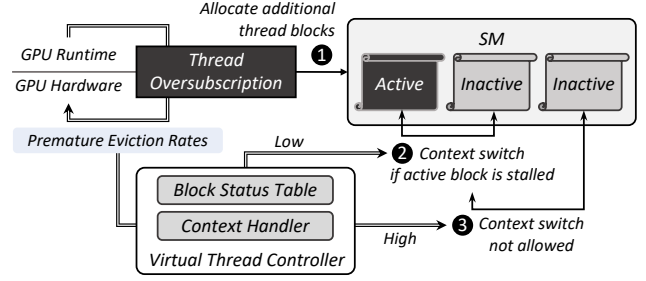 Allocate additional
thread blocks
1
GPU Runtime
GPU Hardware
Thread
Oversubscription
SM
Active
Inactive
Inactive
Premature Eviction Rates
Low
2 Context switch
if active block is stalled
Block Status Table
Context Handler
Virtual Thread Controller
High
3 Context switch
not allowed